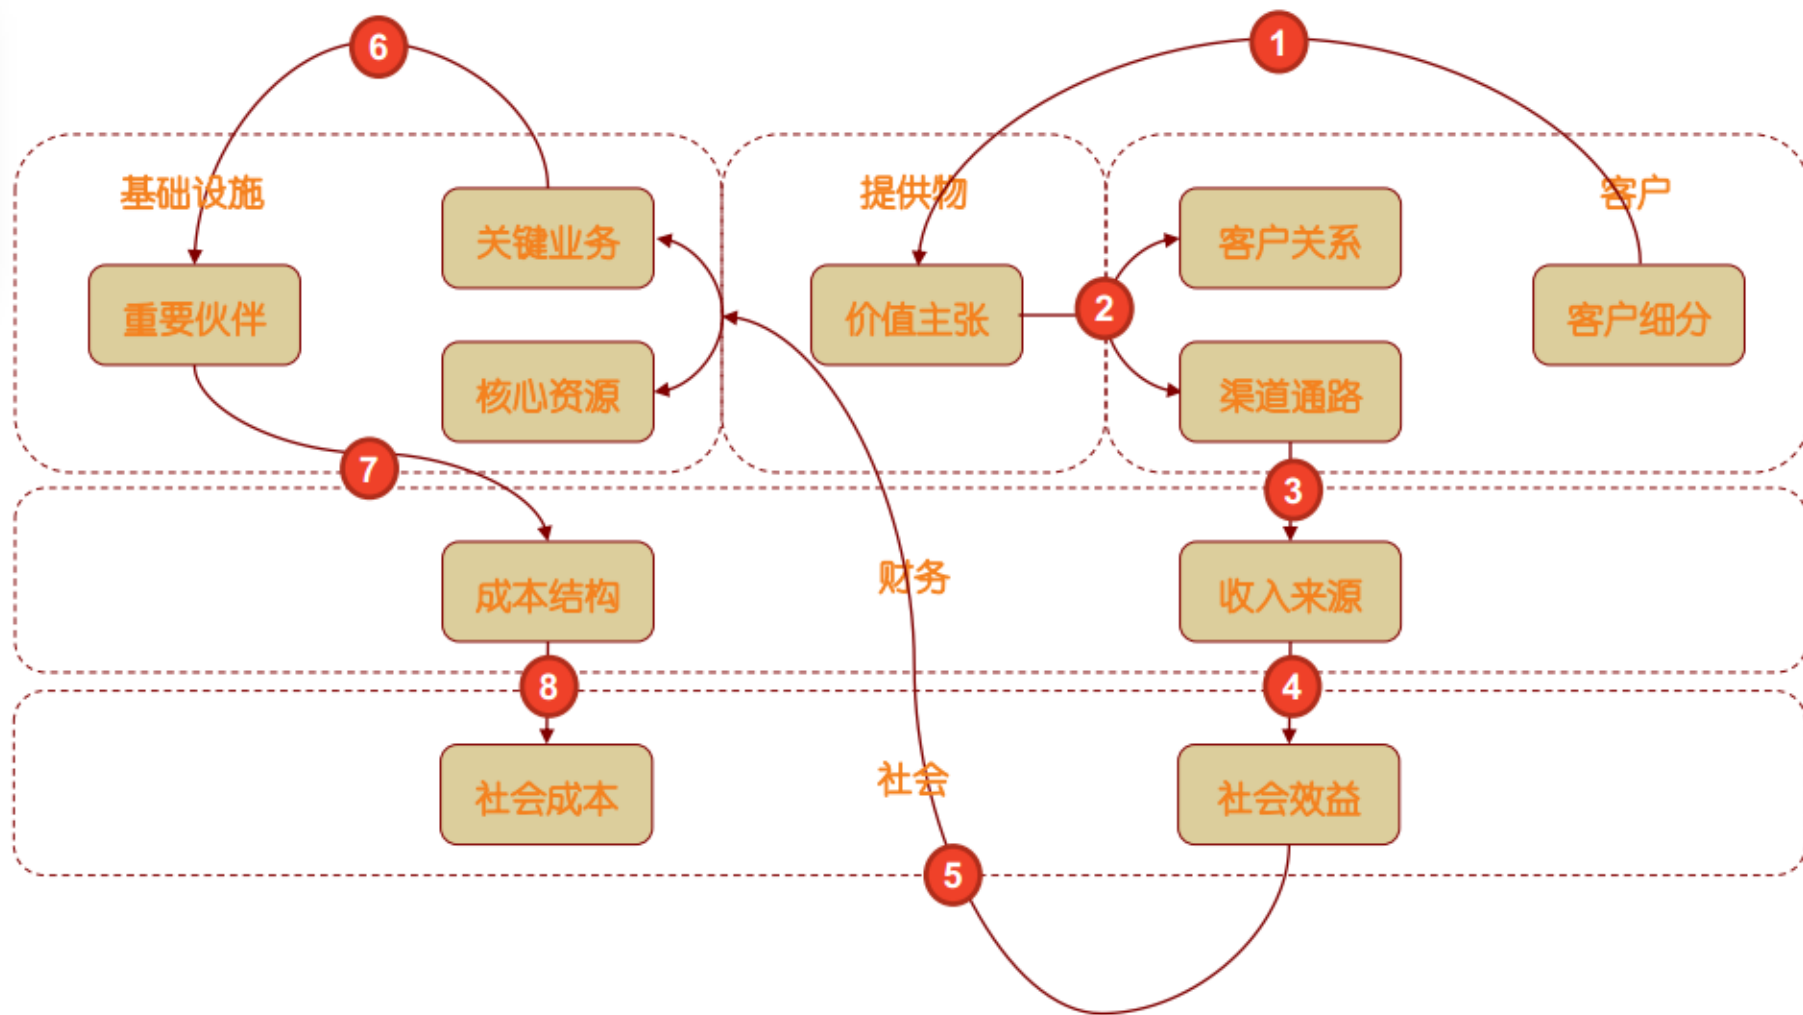 6
1
基础设施
提供物
客户
关键业务
客户关系
重要伙伴
价值主张
2
客户细分
核心资源
渠道通路
7
3
成本结构
财务
收入来源
8
4
社会成本
社会
社会效益
5